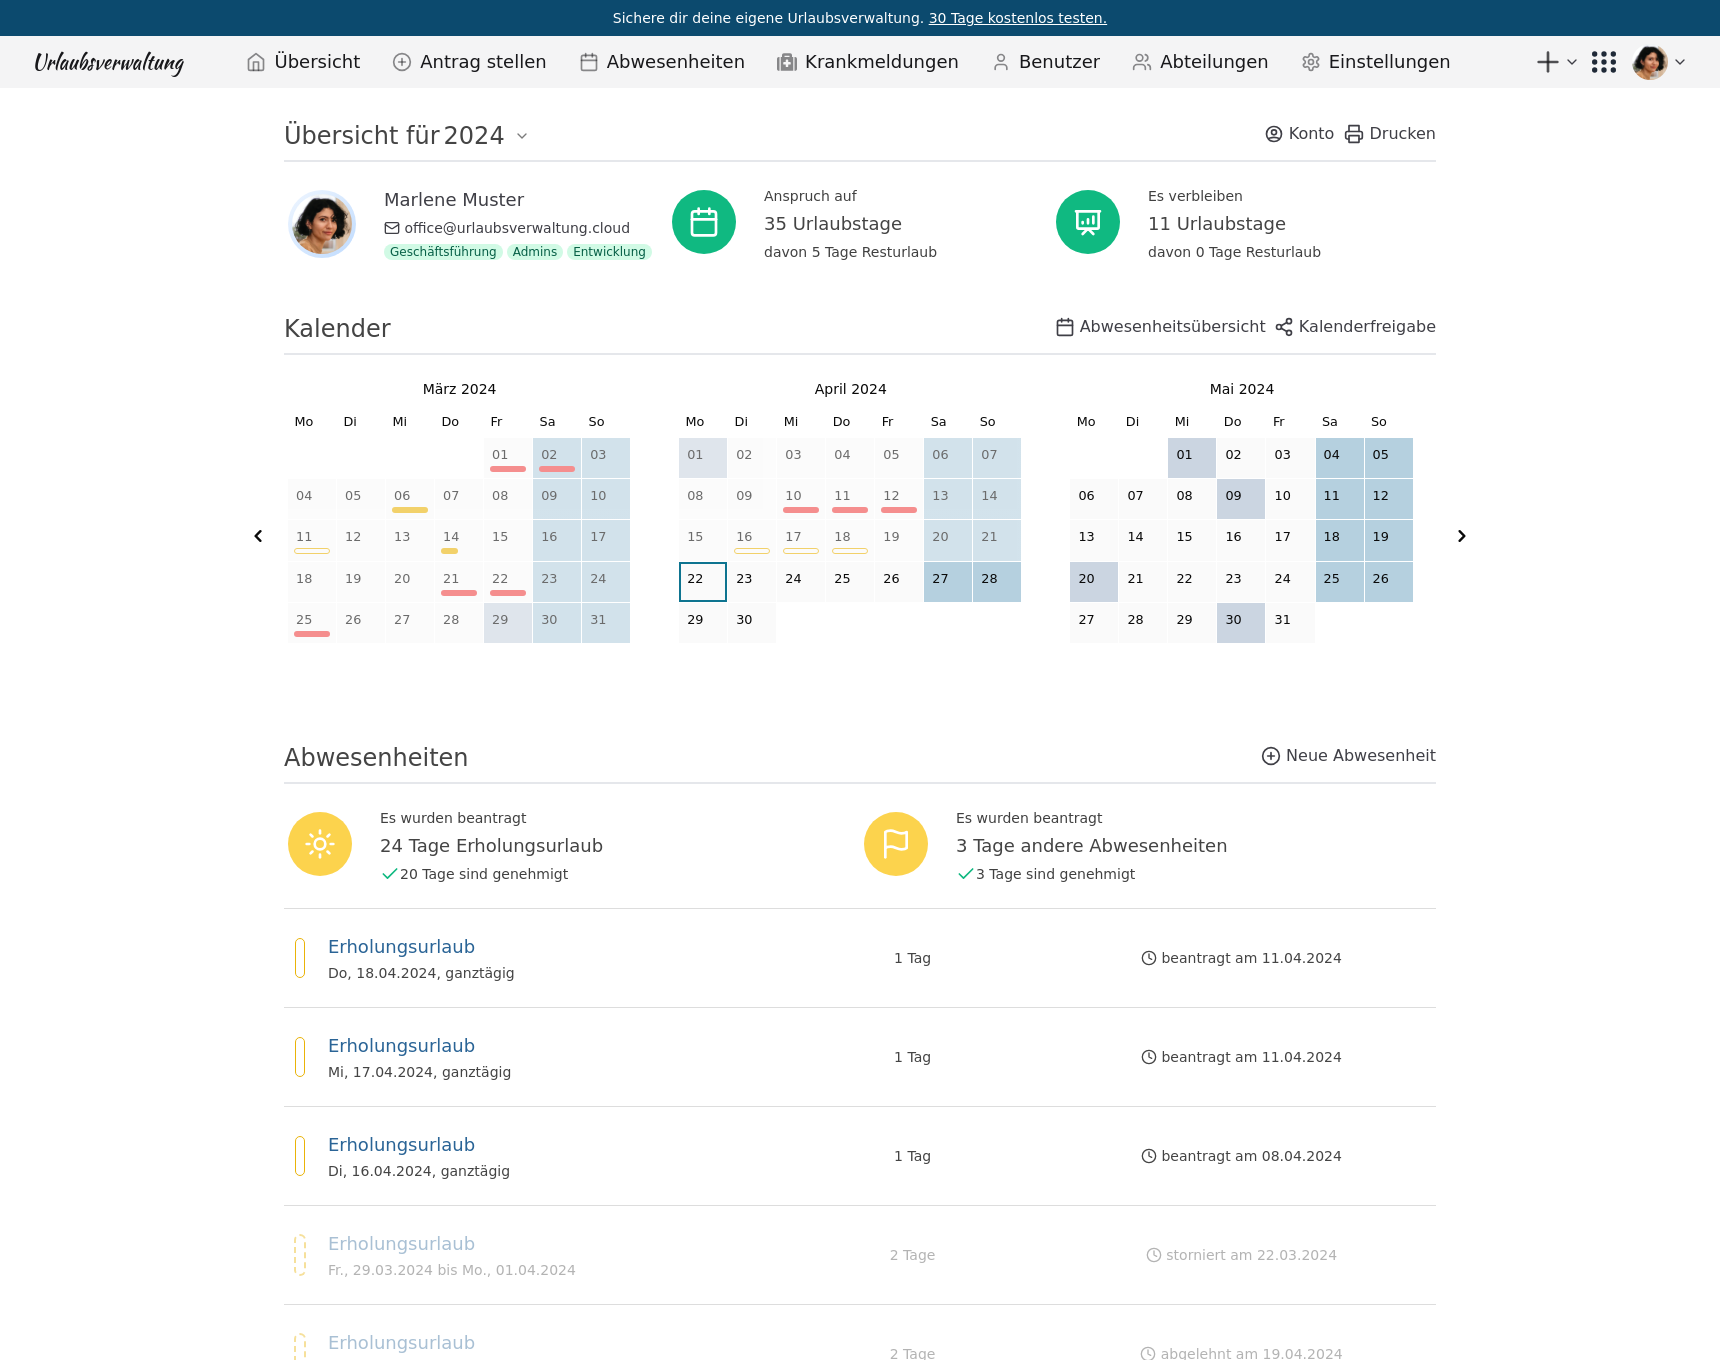 Sichere dir deine eigene Urlaubsverwaltung. 30 Tage kostenlos testen.
Urlaubsverwaltung Übersicht Antrag stellen Abwesenheiten Krankmeldungen Benutzer Abteilungen Einstellungen
Übersicht für 2024 Konto Drucken
Marlene Muster
office@urlaubsverwaltung.cloud
Geschäftsführung Admins Entwicklung
Anspruch auf
35 Urlaubstage
davon 5 Tage Resturlaub
Es verbleiben
11 Urlaubstage
davon 0 Tage Resturlaub
Kalender Abwesenheitsübersicht Kalenderfreigabe
März 2024
Mo Di Mi Do Fr Sa So
01 02 03
04 05 06 07 08 09 10
11 12 13 14 15 16 17
18 19 20 21 22 23 24
25 26 27 28 29 30 31
April 2024
Mo Di Mi Do Fr Sa So
01 02 03 04 05 06 07
08 09 10 11 12 13 14
15 16 17 18 19 20 21
22 23 24 25 26 27 28
29 30
Mai 2024
Mo Di Mi Do Fr Sa So
01 02 03 04 05
06 07 08 09 10 11 12
13 14 15 16 17 18 19
20 21 22 23 24 25 26
27 28 29 30 31
Abwesenheiten Neue Abwesenheit
Es wurden beantragt
24 Tage Erholungsurlaub
20 Tage sind genehmigt
Es wurden beantragt
3 Tage andere Abwesenheiten
3 Tage sind genehmigt
Erholungsurlaub
Do, 18.04.2024, ganztägig
1 Tag
beantragt am 11.04.2024
Erholungsurlaub
Mi, 17.04.2024, ganztägig
1 Tag
beantragt am 11.04.2024
Erholungsurlaub
Di, 16.04.2024, ganztägig
1 Tag
beantragt am 08.04.2024
Erholungsurlaub
Fr., 29.03.2024 bis Mo., 01.04.2024
2 Tage
storniert am 22.03.2024
Erholungsurlaub
2 Tage
abgelehnt am 19.04.2024